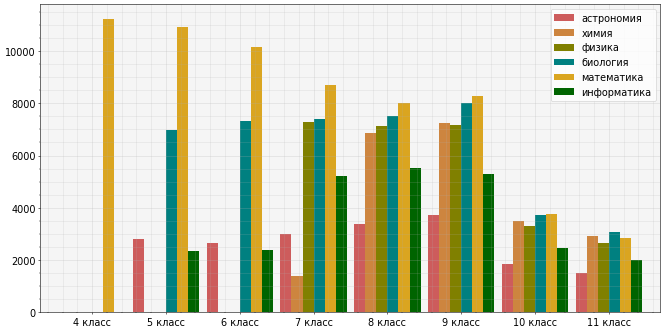 астрономия
химия
физика
биология
математика
информатика
10000
8000
6000
4000
2000
0
4 класс 5 класс 6 класс 7 класс 8 класс 9 класс 10 класс 11 класс